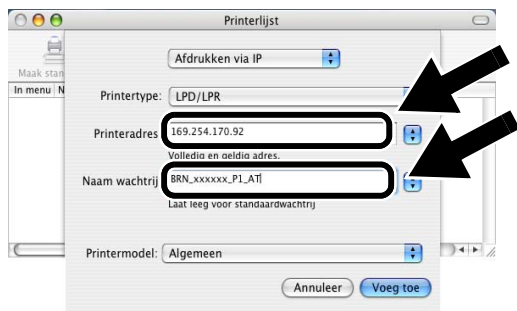 Printerlijst
Afdrukken via IP
Maak stan
In menu N
Printertype: LPD/LPR
Printeradres 169.254.170.92
Volledig en geldig adres.
Naam wachtrij BRN_xxxxxx_P1_AT
Laat leeg voor standaardwachtrij
Printermodel: Algemeen
Annuleer Voeg toe